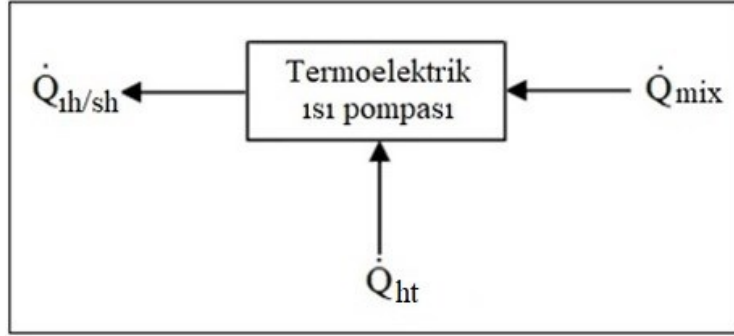 Termoelektrik
ısı pompası
Q̇ıh/sh
Q̇mix
Q̇ht